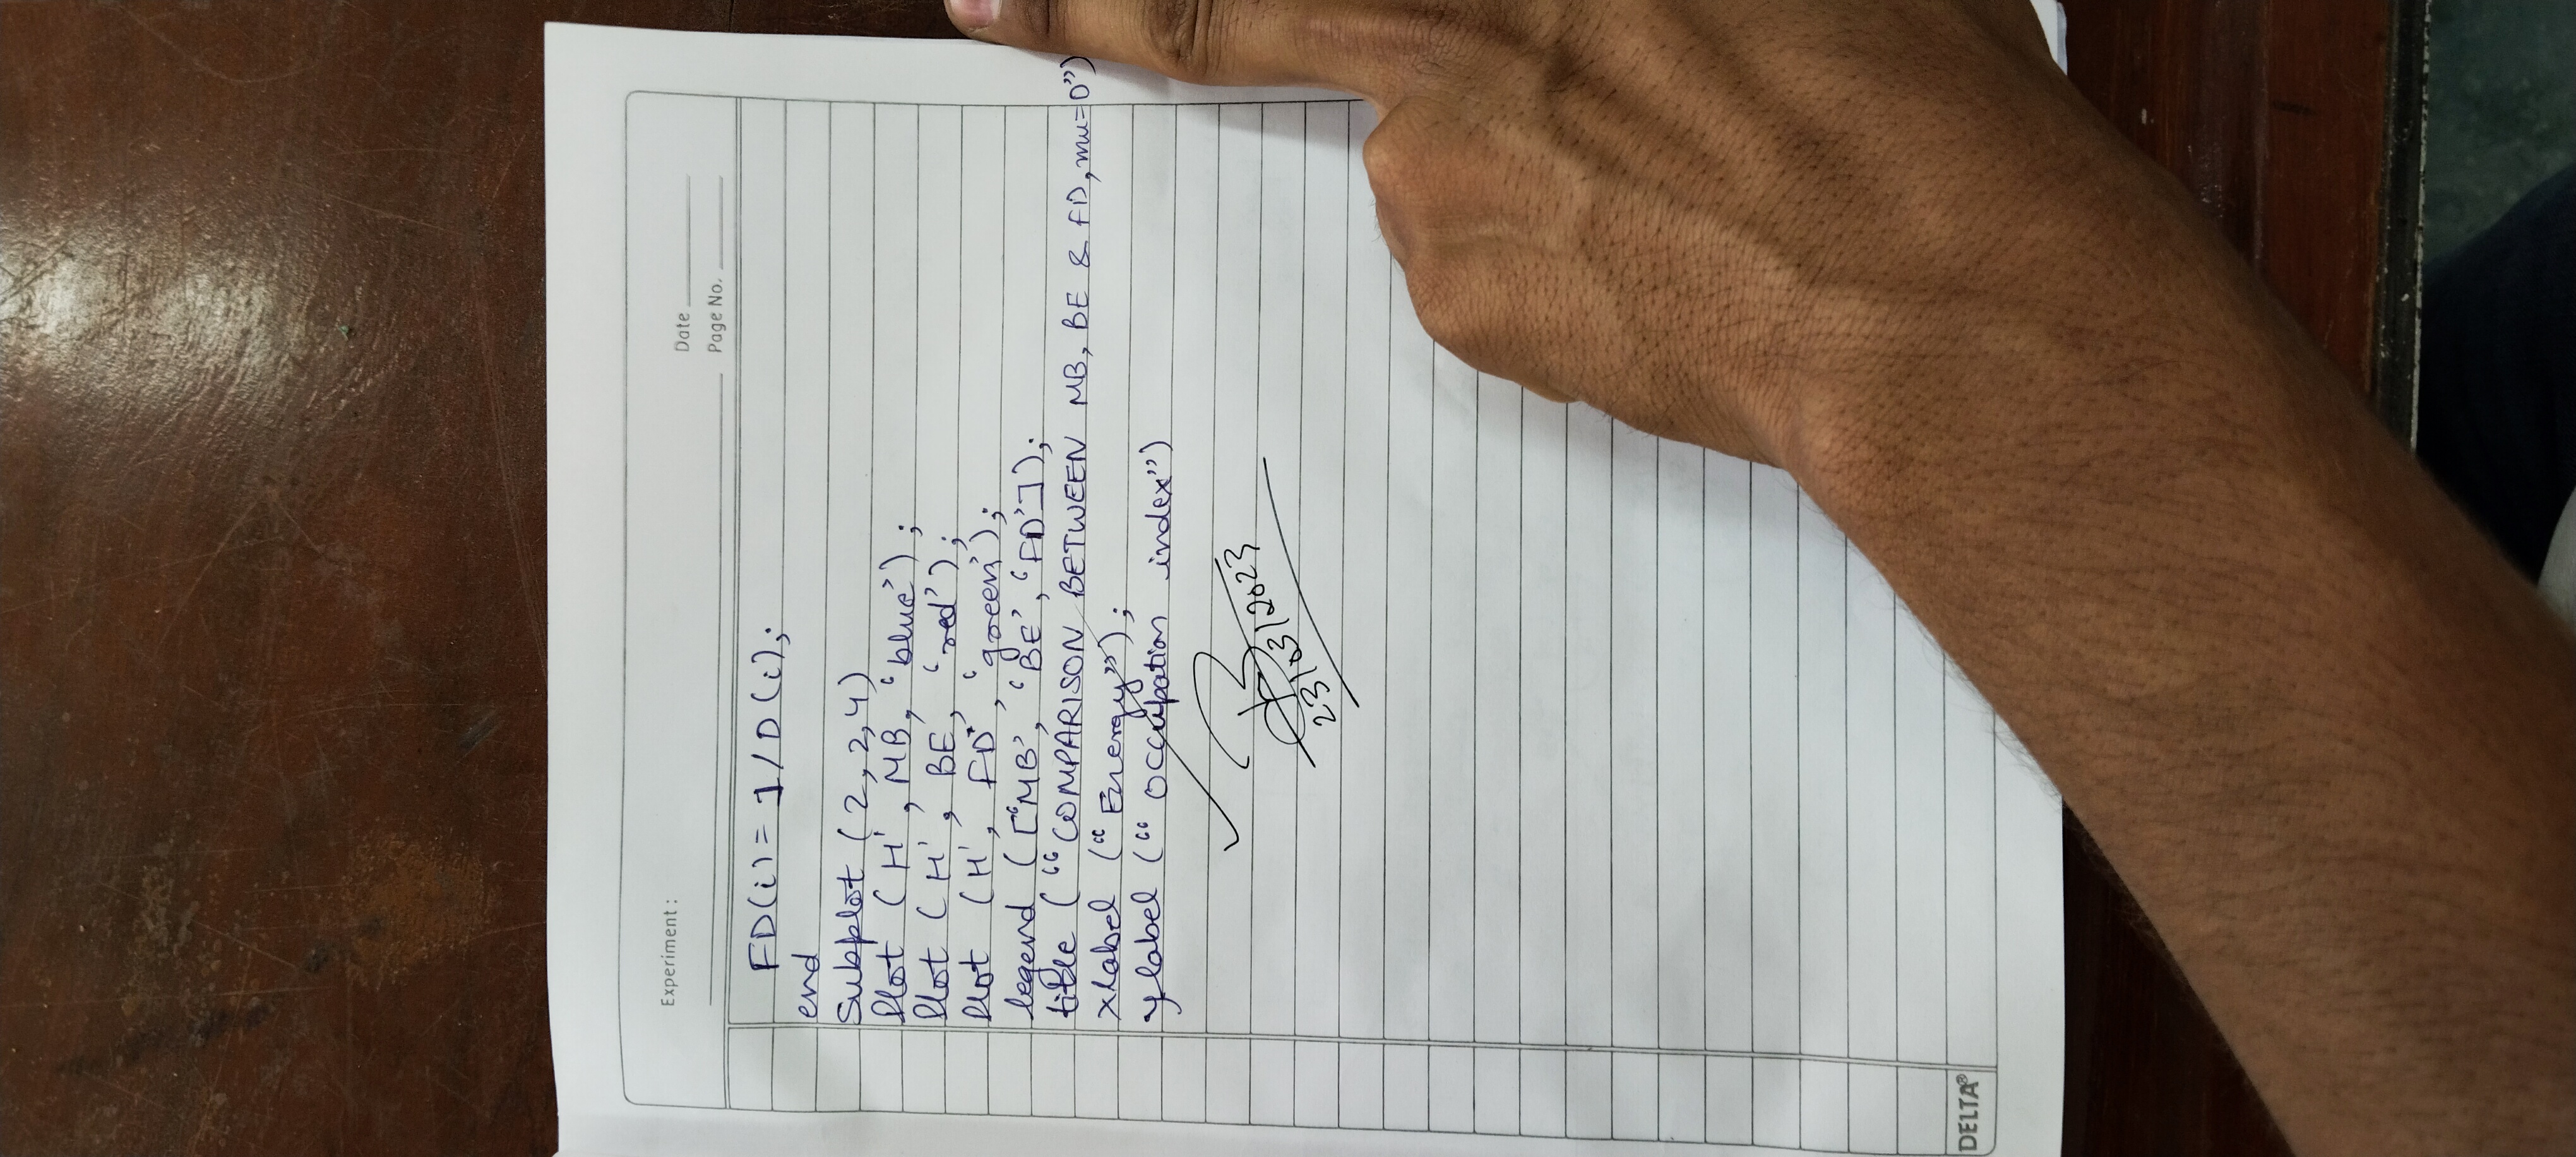 Experiment :
Date
Page No.
FD(i) = 1/D(i);
end
Subplot (2,2,4)
Plot (H', MB, 'blue');
Plot (H', BE, 'red');
Plot (H', FD, 'green');
legend (['MB', 'BE', 'FD']);
title ("COMPARISON BETWEEN MB, BE & FD, mu=0")
xlabel ("Energy");
ylabel ("Occupation index")
23/03/2023
DELTA®